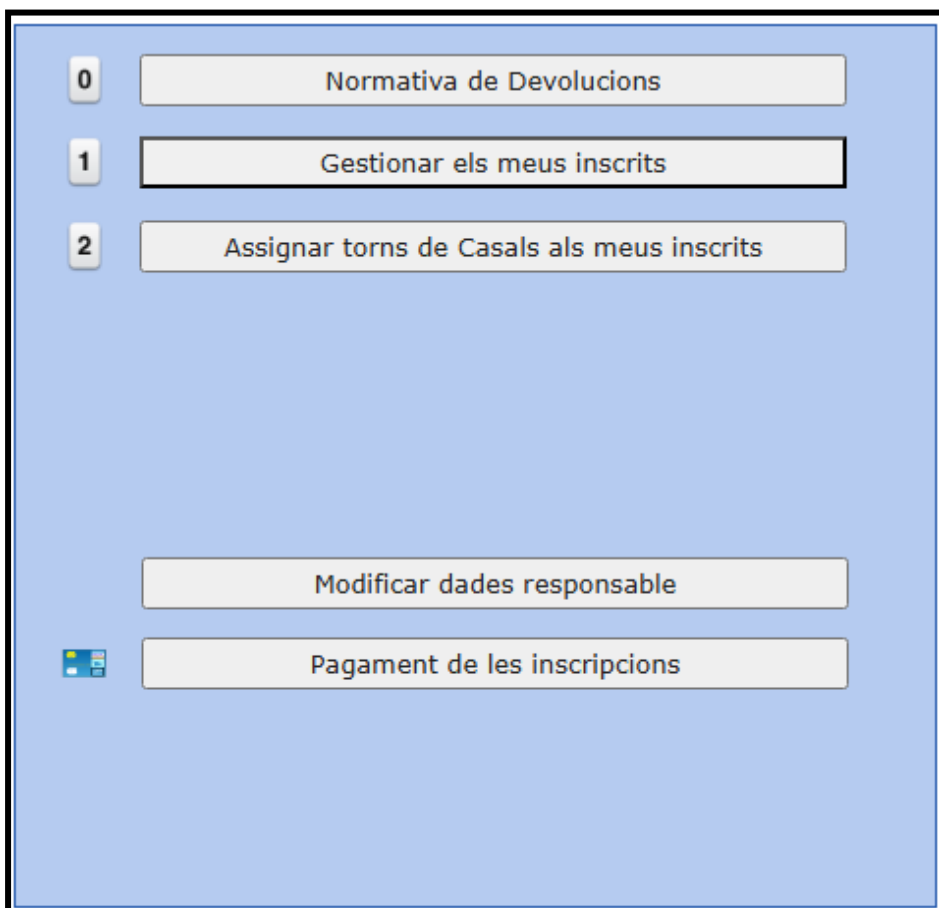 0 Normativa de Devolucions
1 Gestionar els meus inscrits
2 Assignar torns de Casals als meus inscrits
Modificar dades responsable
Pagament de les inscripcions